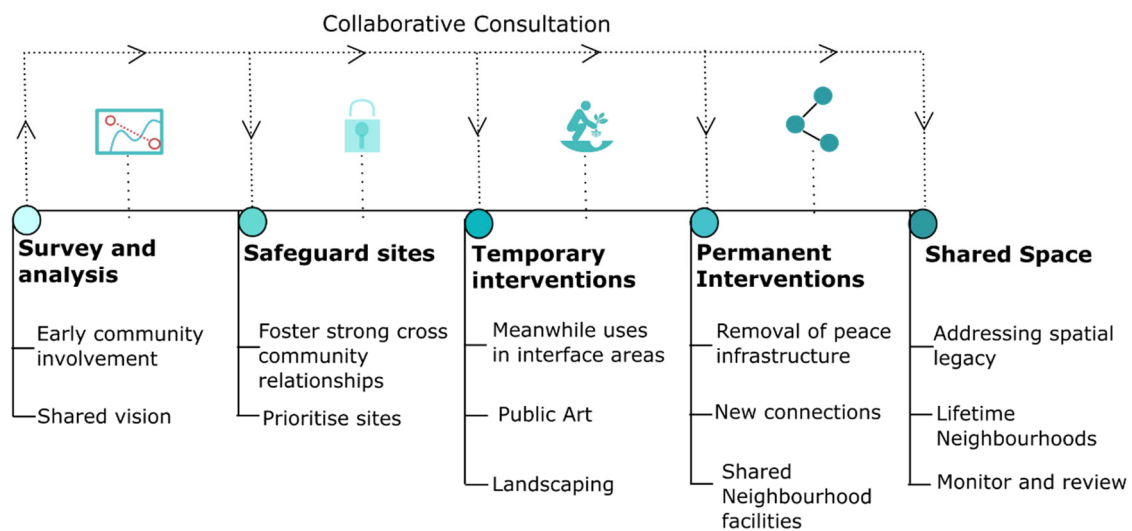 Collaborative Consultation
Survey and
analysis
Early community
involvement
Shared vision
Safeguard sites
Foster strong cross
community
relationships
Prioritise sites
Temporary
interventions
Meanwhile uses
in interface areas
Public Art
Landscaping
Permanent
Interventions
Removal of peace
infrastructure
New connections
Shared
Neighbourhood
facilities
Shared Space
Addressing spatial
legacy
Lifetime
Neighbourhoods
Monitor and review